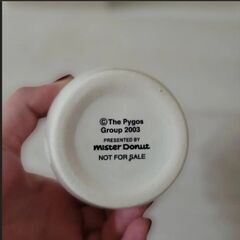 ©The Pygos
Group 2003
PRESENTED BY
mister Donut
NOT FOR SALE